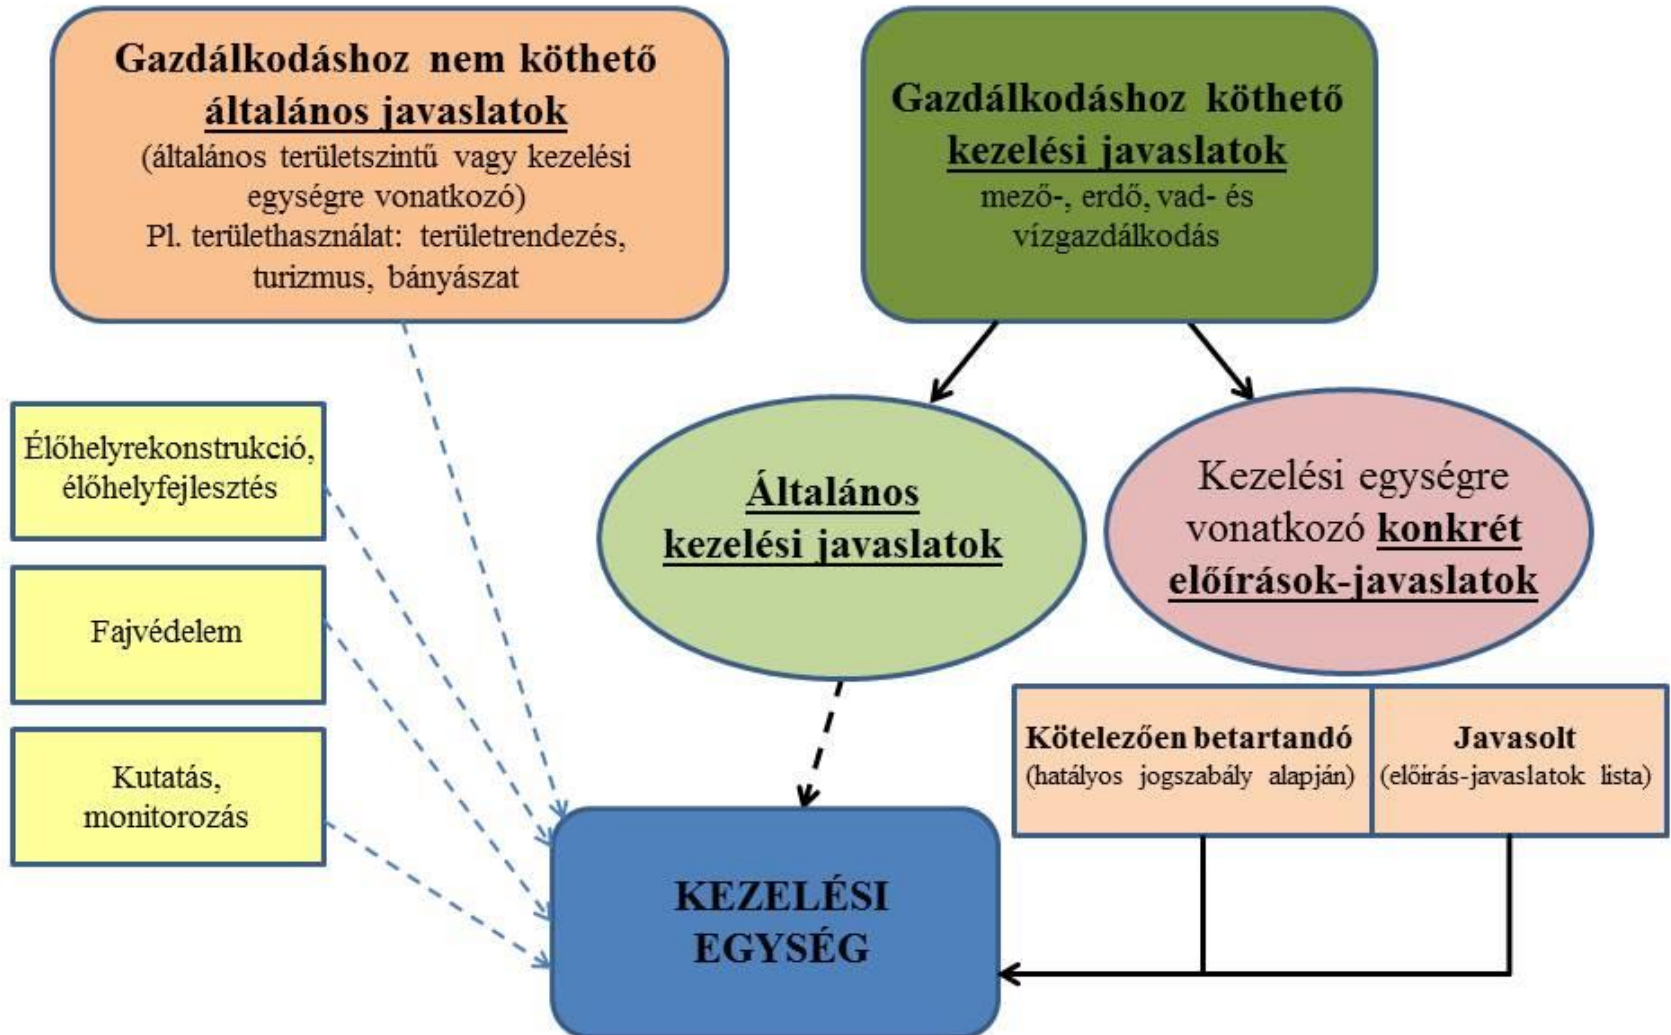 Gazdálkodáshoz nem köthető
általános javaslatok
(általános területszintű vagy kezelési
egységre vonatkozó)
Pl. területhasználat: területrendezés,
turizmus, bányászat
Gazdálkodáshoz köthető
kezelési javaslatok
mező-, erdő, vad- és
vízgazdálkodás
Élőhelyrekonstrukció,
élőhelyfejlesztés
Fajvédelem
Kutatás,
monitorozás
Általános
kezelési javaslatok
Kezelési egységre
vonatkozó konkrét
előírások-javaslatok
Kötelezően betartandó
(hatályos jogszabály alapján)
Javasolt
(előírás-javaslatok lista)
KEZELÉSI
EGYSÉG